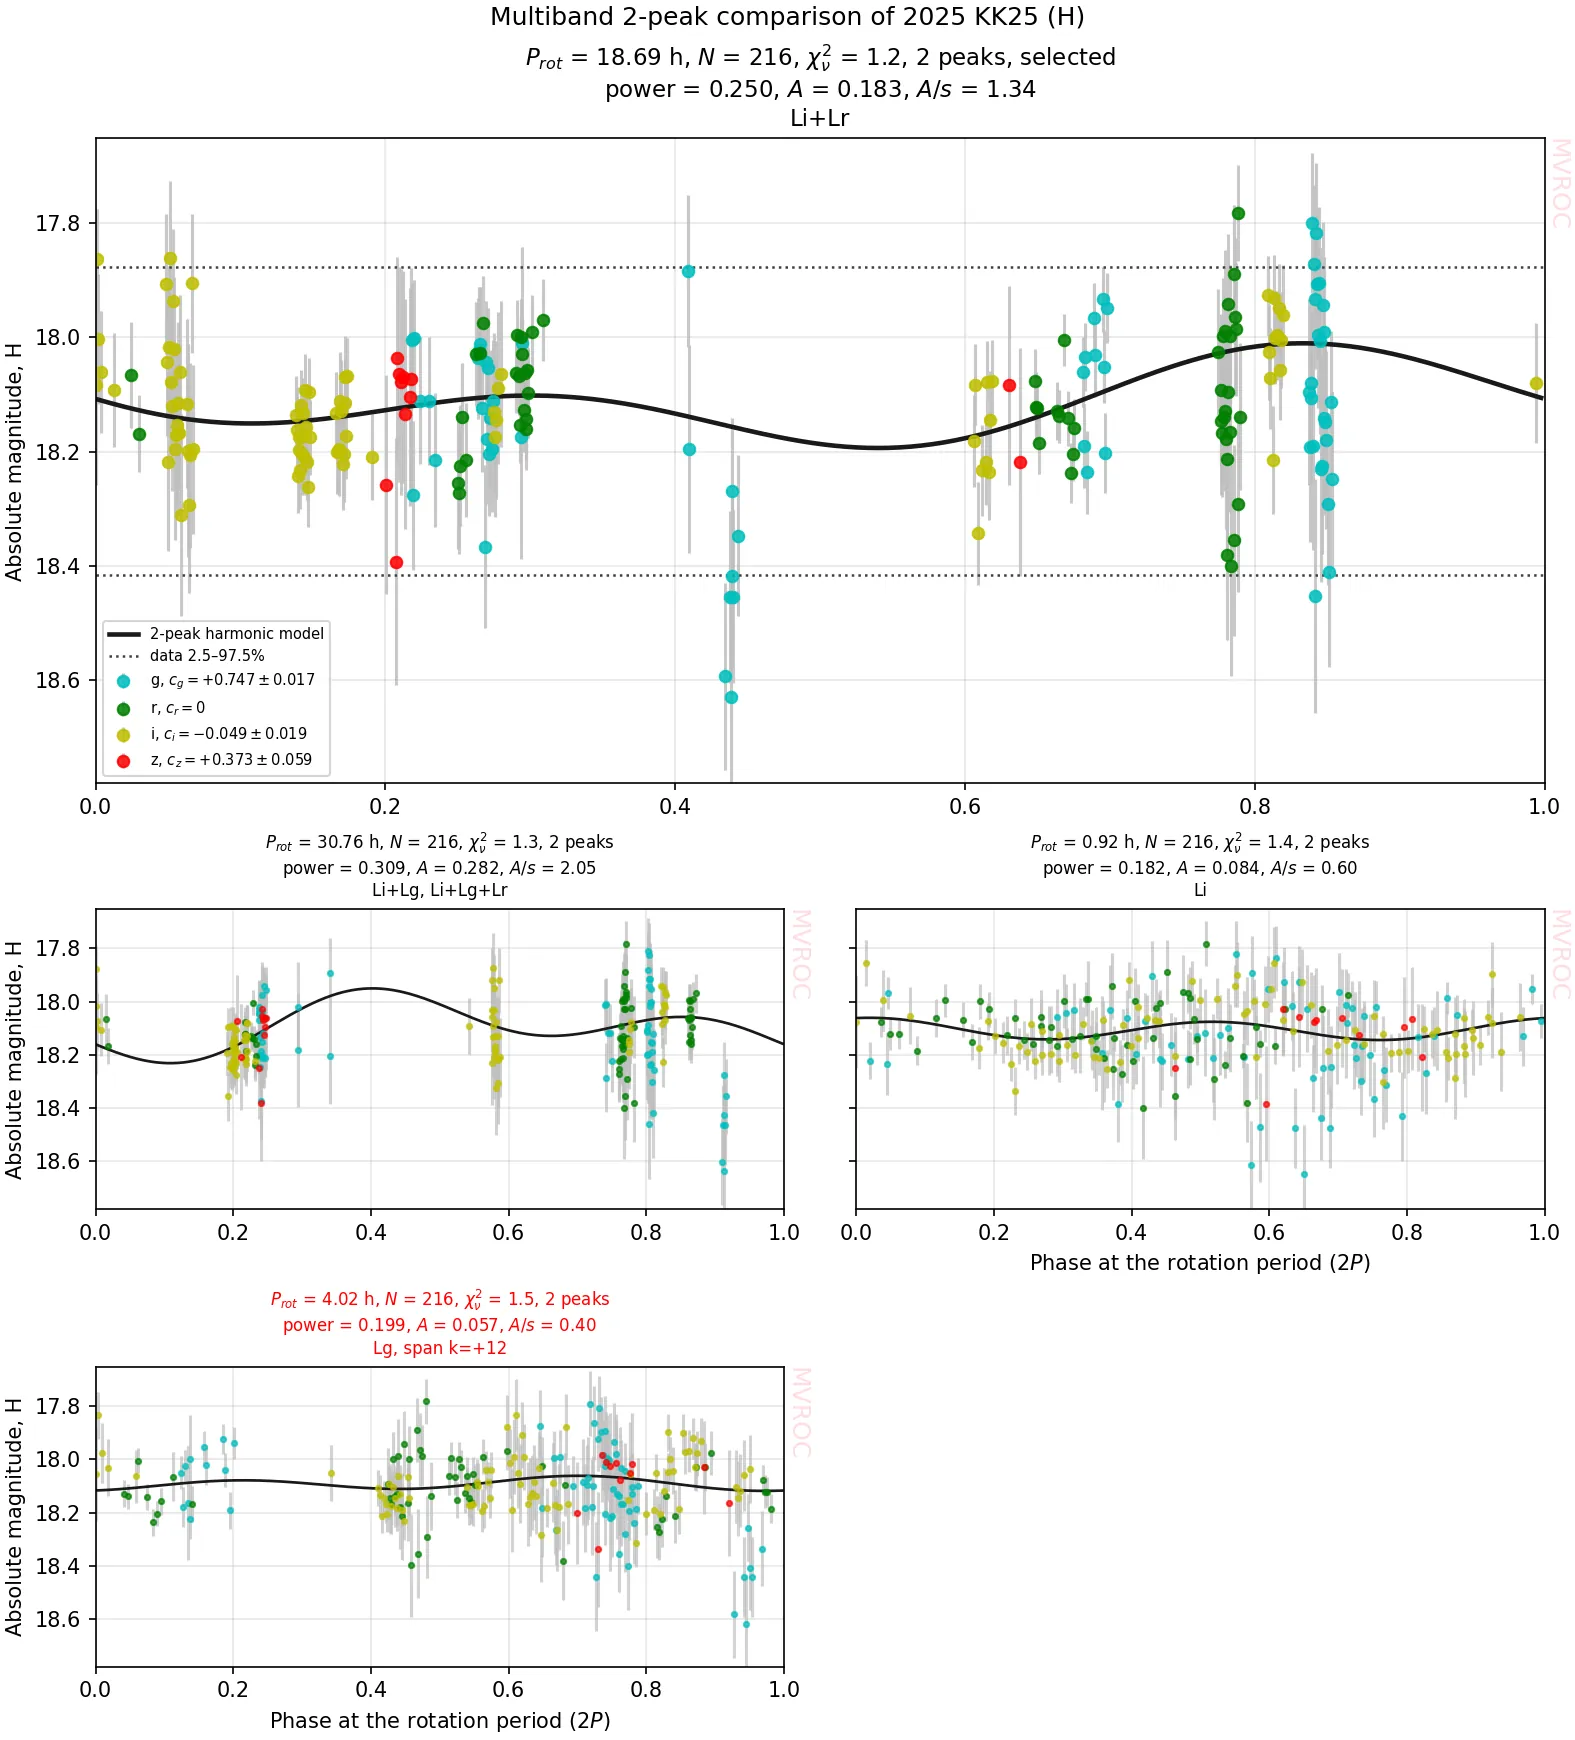 Multiband 2-peak comparison of 2025 KK25 (H)
P_rot = 18.69 h, N = 216, χ²_ν = 1.2, 2 peaks, selected
power = 0.250, A = 0.183, A/s = 1.34
Li+Lr
MVROC
Absolute magnitude, H
17.8
18.0
18.2
18.4
18.6
2-peak harmonic model
data 2.5–97.5%
g, c_g = +0.747 ± 0.017
r, c_r = 0
i, c_i = −0.049 ± 0.019
z, c_z = +0.373 ± 0.059
0.0 0.2 0.4 0.6 0.8 1.0
P_rot = 30.76 h, N = 216, χ²_ν = 1.3, 2 peaks
power = 0.309, A = 0.282, A/s = 2.05
Li+Lg, Li+Lg+Lr
MVROC
Absolute magnitude, H
17.8
18.0
18.2
18.4
18.6
0.0 0.2 0.4 0.6 0.8 1.0
P_rot = 0.92 h, N = 216, χ²_ν = 1.4, 2 peaks
power = 0.182, A = 0.084, A/s = 0.60
Li
MVROC
0.0 0.2 0.4 0.6 0.8 1.0
Phase at the rotation period (2P)
P_rot = 4.02 h, N = 216, χ²_ν = 1.5, 2 peaks
power = 0.199, A = 0.057, A/s = 0.40
Lg, span k=+12
MVROC
Absolute magnitude, H
17.8
18.0
18.2
18.4
18.6
0.0 0.2 0.4 0.6 0.8 1.0
Phase at the rotation period (2P)